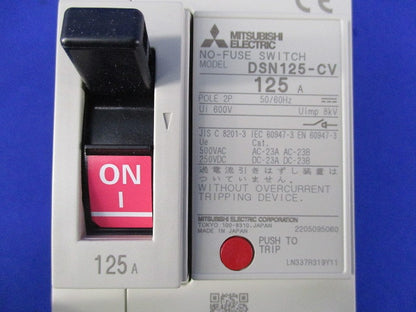 CE
MITSUBISHI
ELECTRIC
NO-FUSE SWITCH
MODEL DSN125-CV
125 A
POLE 2P 50/60Hz
Ui 600V Uimp 8kV
JIS C 8201-3 IEC 60947-3 EN 60947-3
Ue Cat.
500VAC AC-23A AC-23B
250VDC DC-23A DC-23B
過電流引きはずし装置は
ついていません。
WITHOUT OVERCURRENT
TRIPPING DEVICE.
MITSUBISHI ELECTRIC CORPORATION
TOKYO 100-8310, JAPAN
MADE IN JAPAN 2205095060
PUSH TO
TRIP
LN337R319Y11
ON
I
125 A